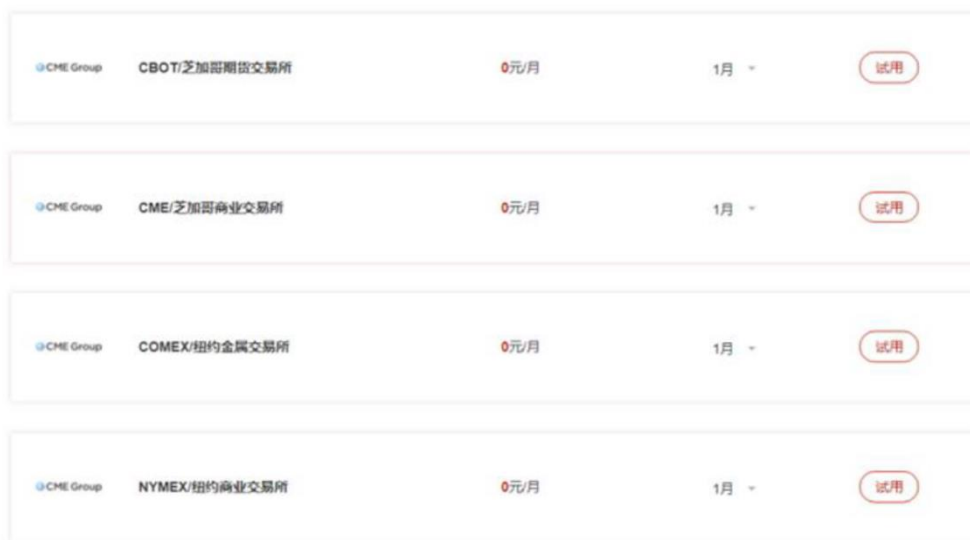 CME Group CBOT/芝加哥期货交易所 0元/月 1月 试用
CME Group CME/芝加哥商业交易所 0元/月 1月 试用
CME Group COMEX/纽约金属交易所 0元/月 1月 试用
CME Group NYMEX/纽约商业交易所 0元/月 1月 试用